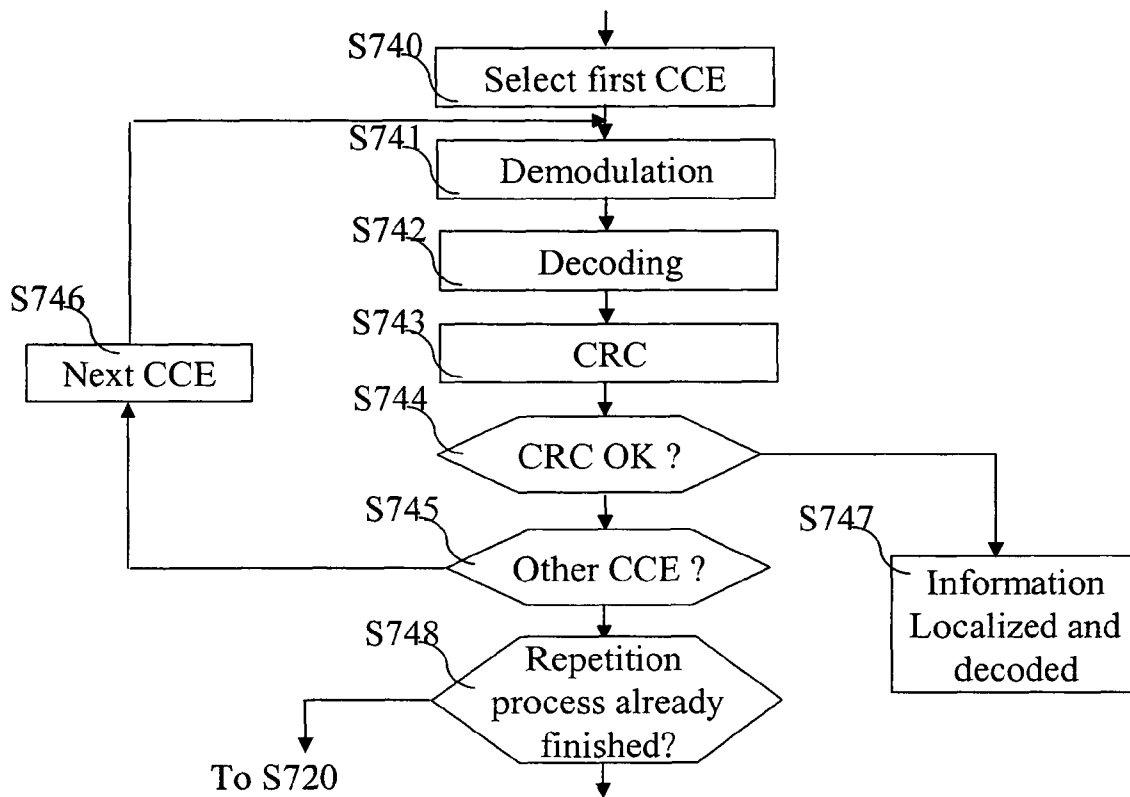 S740
Select first CCE
S741
Demodulation
S742
Decoding
S746
Next CCE
S743
CRC
S744
CRC OK ?
S745
Other CCE ?
S747
Information
Localized and
decoded
S748
Repetition
process already
finished?
To S720